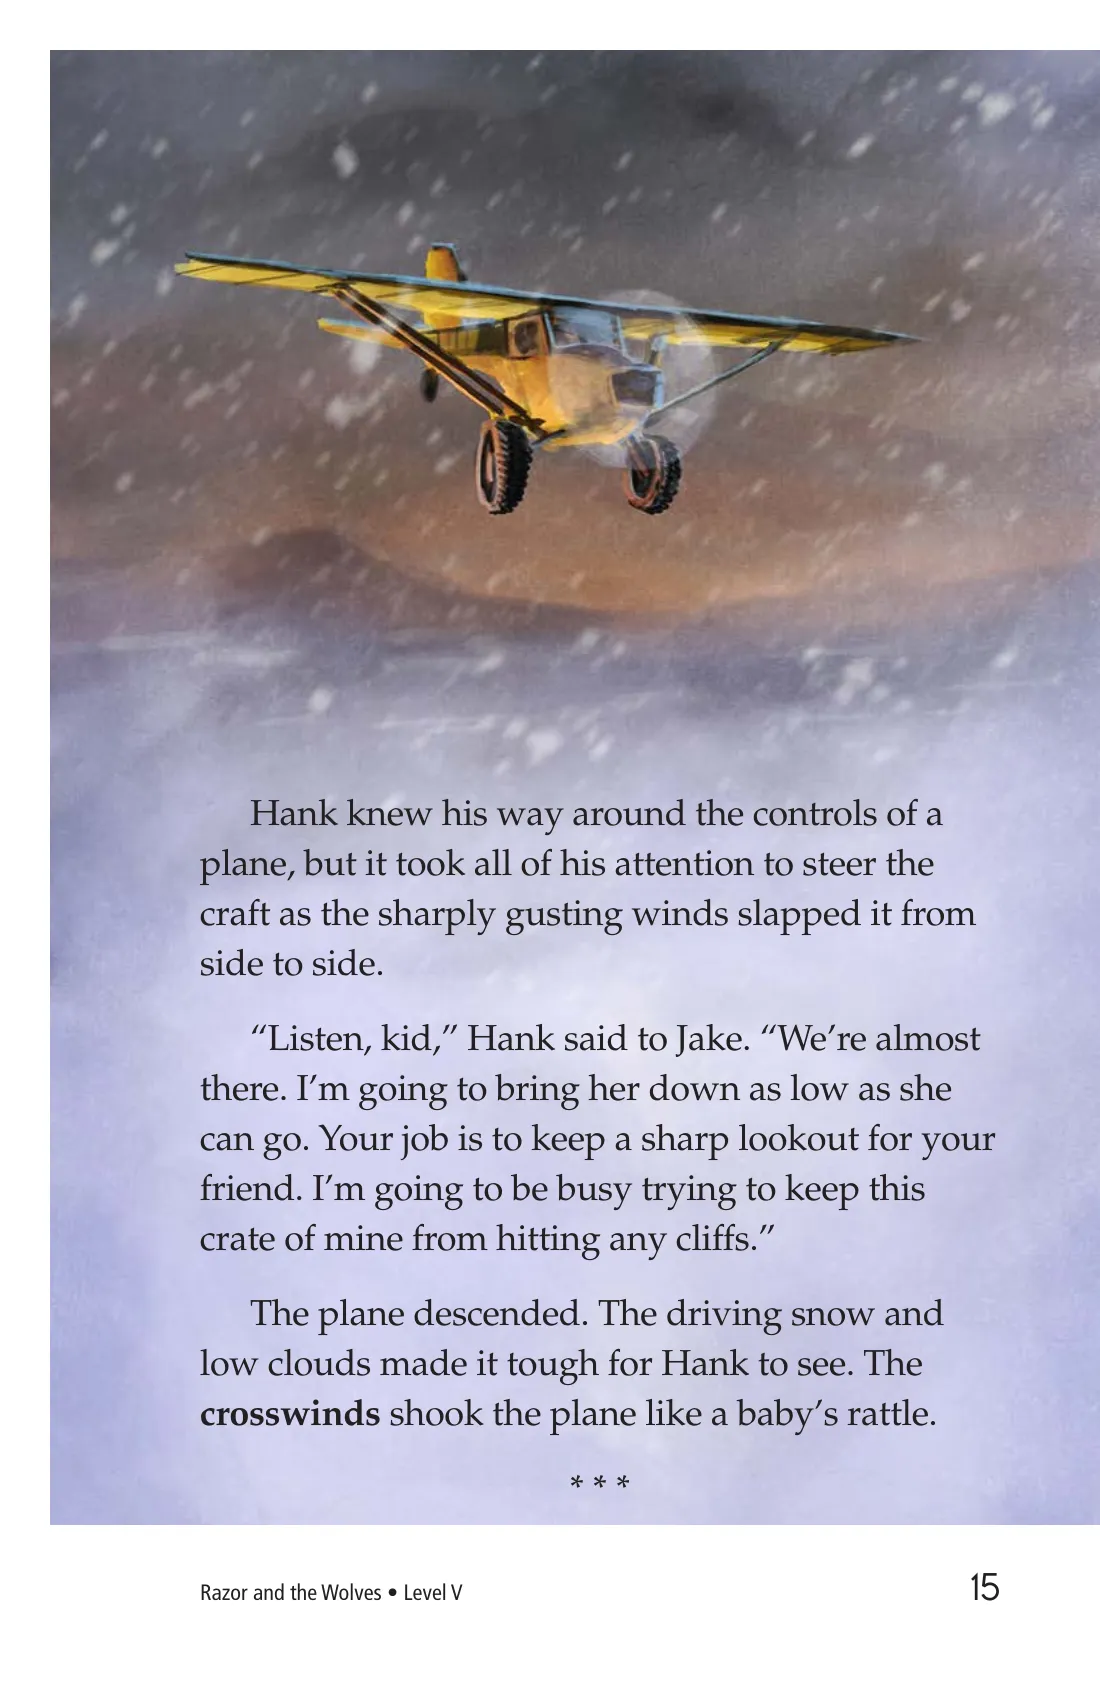 Hank knew his way around the controls of a
plane, but it took all of his attention to steer the
craft as the sharply gusting winds slapped it from
side to side.
“Listen, kid,” Hank said to Jake. “We’re almost
there. I’m going to bring her down as low as she
can go. Your job is to keep a sharp lookout for your
friend. I’m going to be busy trying to keep this
crate of mine from hitting any cliffs.”
The plane descended. The driving snow and
low clouds made it tough for Hank to see. The
crosswinds shook the plane like a baby’s rattle.
* * *
Razor and the Wolves • Level V
15